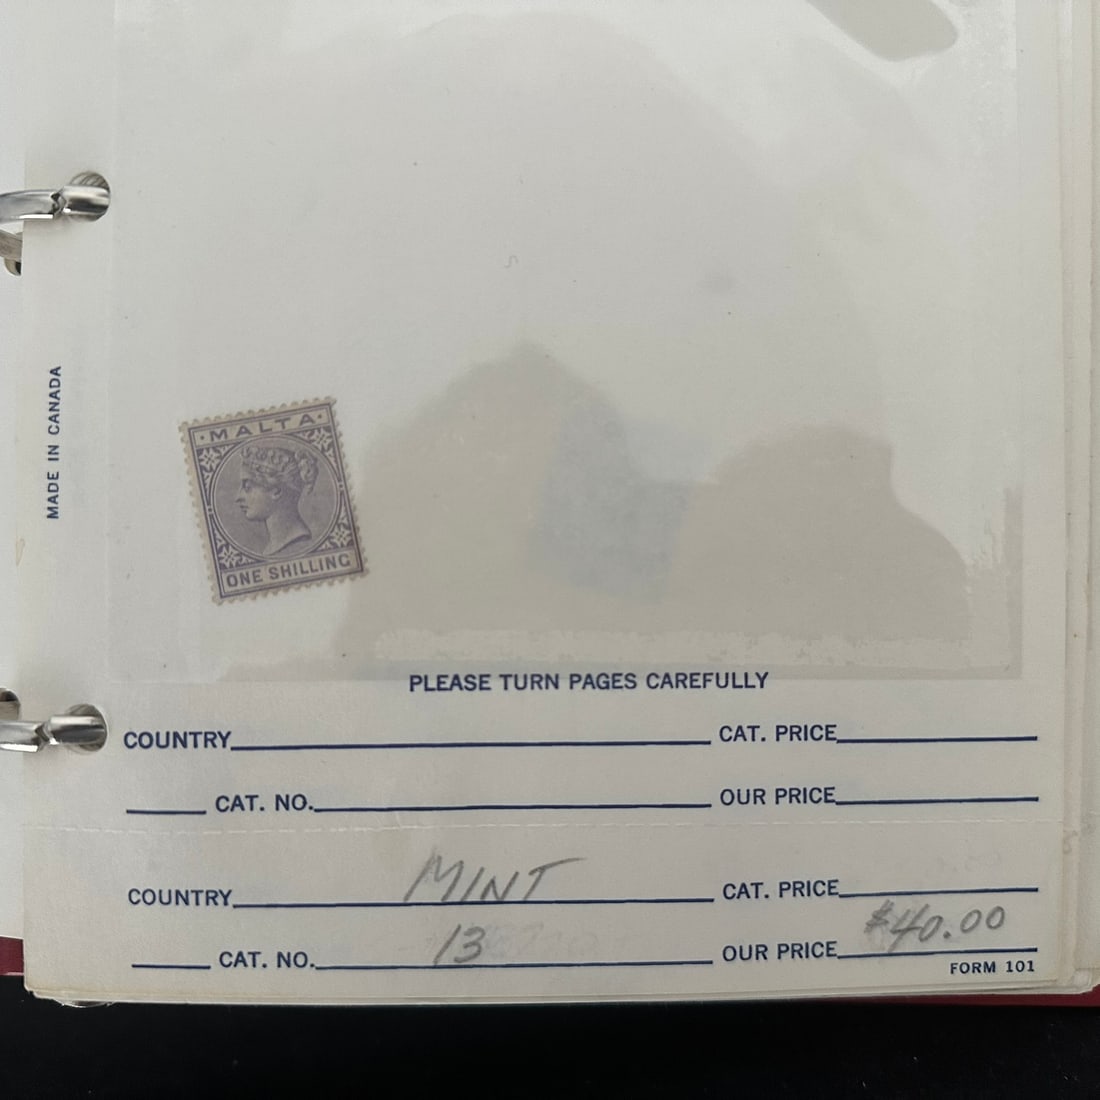 MADE IN CANADA
·MALTA·
ONE SHILLING
PLEASE TURN PAGES CAREFULLY
COUNTRY CAT. PRICE
CAT. NO. OUR PRICE
COUNTRY MINT CAT. PRICE
CAT. NO. 13 OUR PRICE $40.00
FORM 101